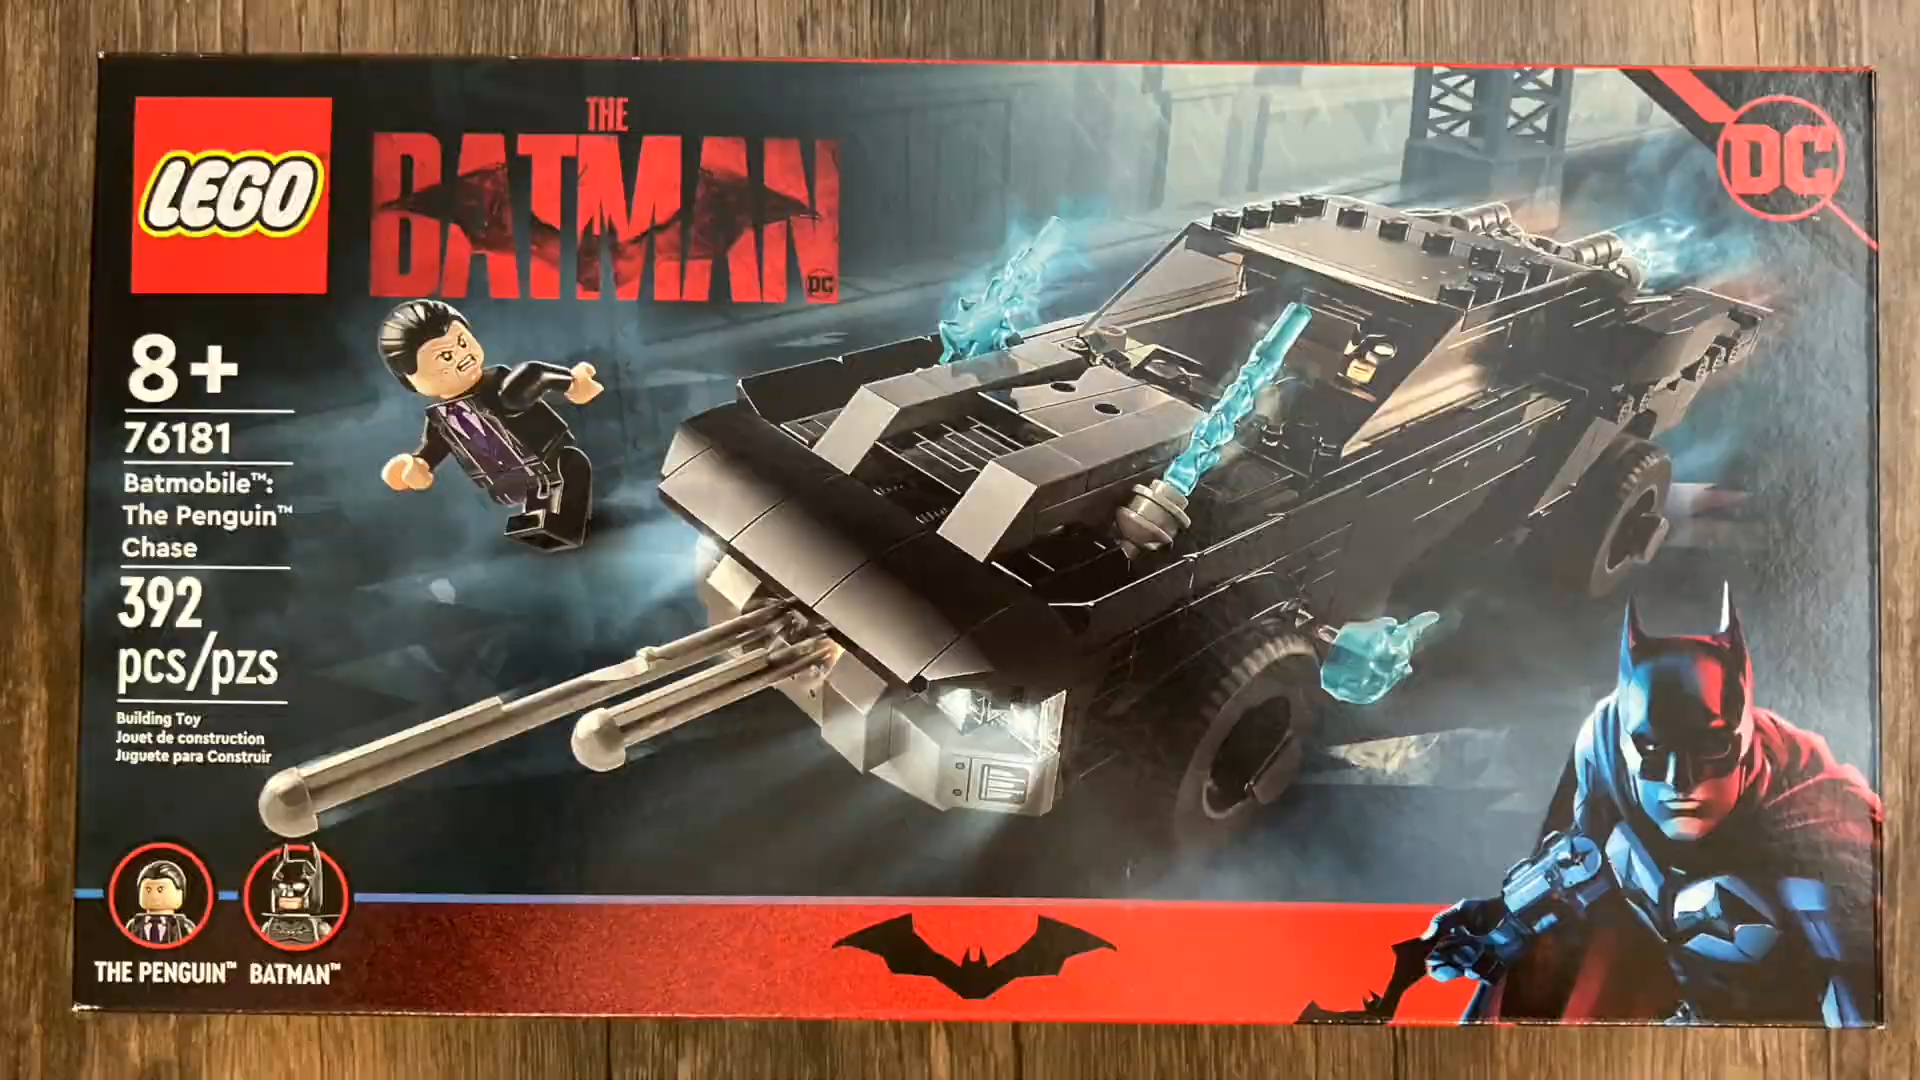 LEGO
THE
BATMAN
DC
DC
8+
76181
Batmobile™:
The Penguin™
Chase
392
pcs/pzs
Building Toy
Jouet de construction
Juguete para Construir
THE PENGUIN™ BATMAN™